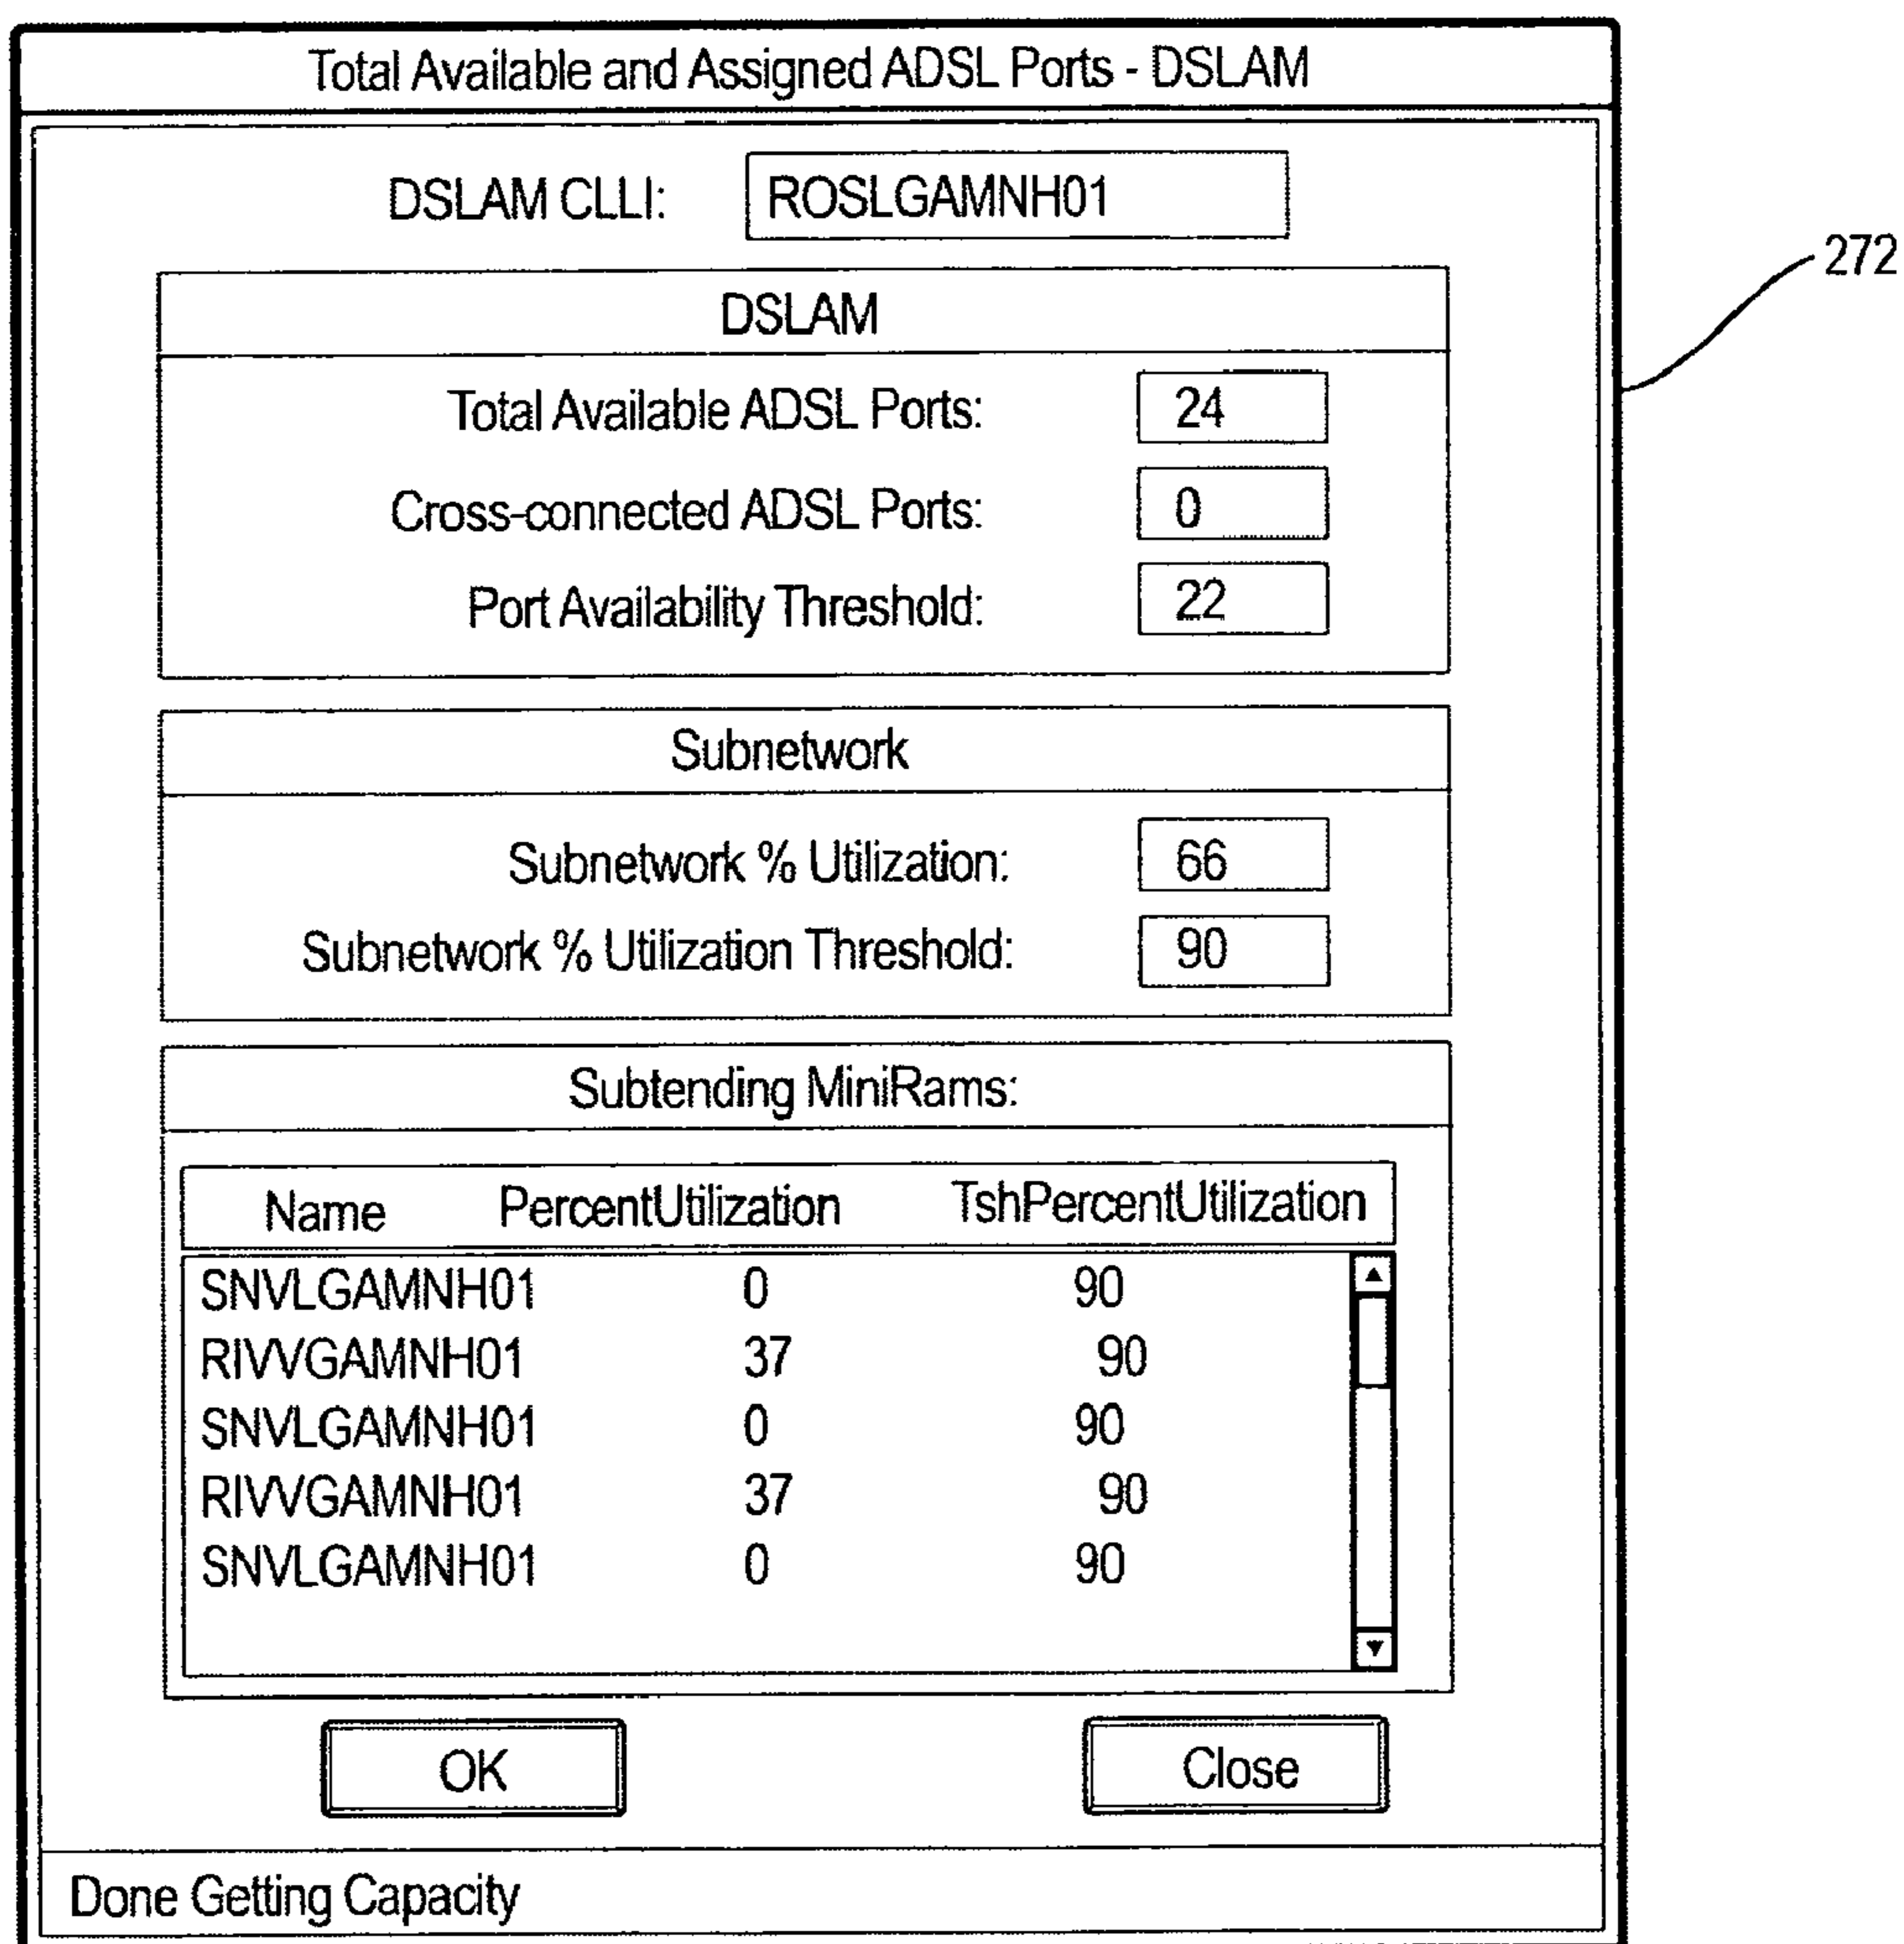 Total Available and Assigned ADSL Ports - DSLAM
DSLAM CLLI: ROSLGAMNH01
272
DSLAM
Total Available ADSL Ports: 24
Cross-connected ADSL Ports: 0
Port Availability Threshold: 22
Subnetwork
Subnetwork % Utilization: 66
Subnetwork % Utilization Threshold: 90
Subtending MiniRams:
Name PercentUtilization TshPercentUtilization
SNVLGAMNH01 0 90
RIVVGAMNH01 37 90
SNVLGAMNH01 0 90
RIVVGAMNH01 37 90
SNVLGAMNH01 0 90
OK Close
Done Getting Capacity